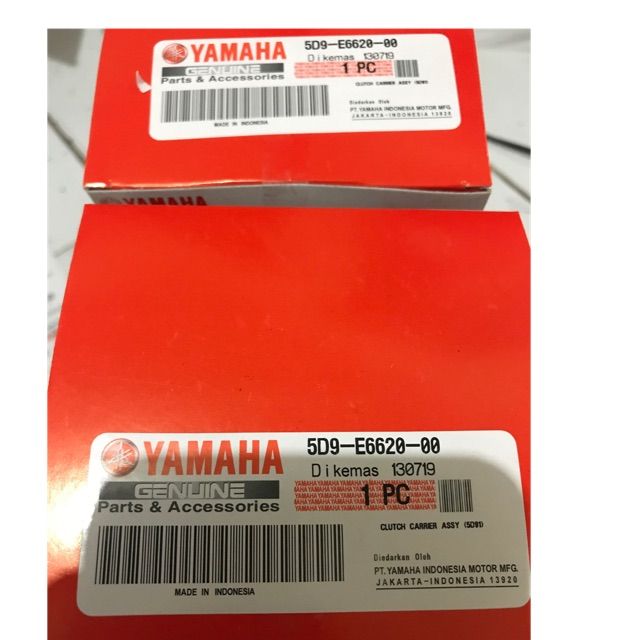 YAMAHA
GENUINE
Parts & Accessories
MADE IN INDONESIA
5D9-E6620-00
Dikemas 130719
1 PC
CLUTCH CARRIER ASSY (5D91)
Diedarkan Oleh
PT. YAMAHA INDONESIA MOTOR MFG.
JAKARTA-INDONESIA 13920
YAMAHA
GENUINE
Parts & Accessories
MADE IN INDONESIA
5D9-E6620-00
Dikemas 130719
1 PC
CLUTCH CARRIER ASSY (5D91)
Diedarkan Oleh
PT. YAMAHA INDONESIA MOTOR MFG.
JAKARTA-INDONESIA 13920